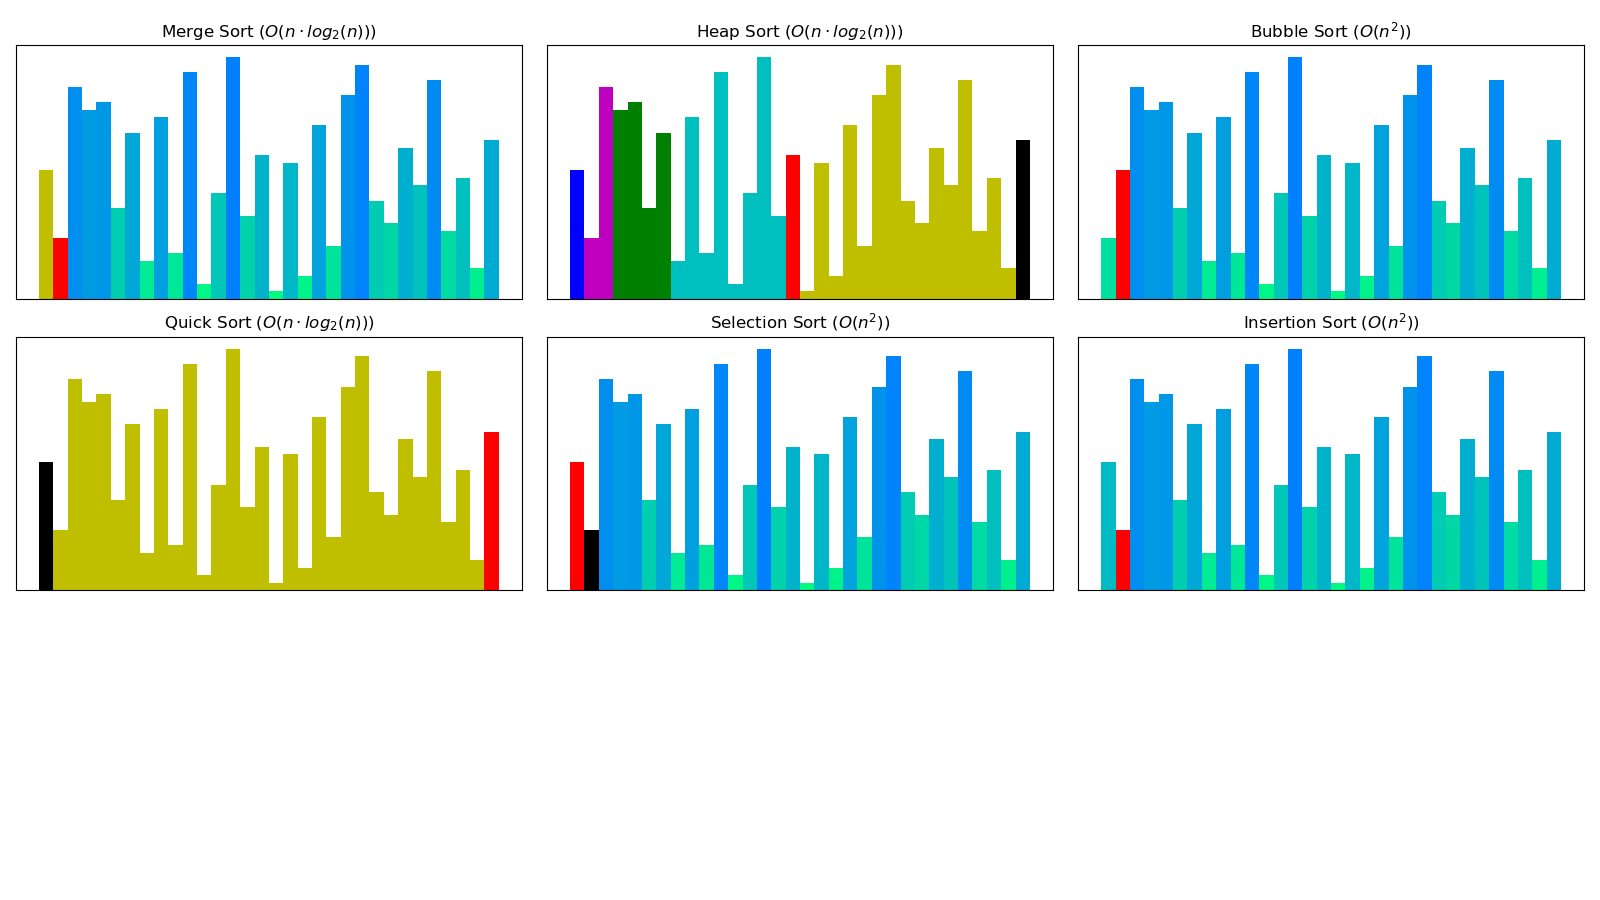 Merge Sort (O(n · log₂(n)))
Heap Sort (O(n · log₂(n)))
Bubble Sort (O(n²))
Quick Sort (O(n · log₂(n)))
Selection Sort (O(n²))
Insertion Sort (O(n²))